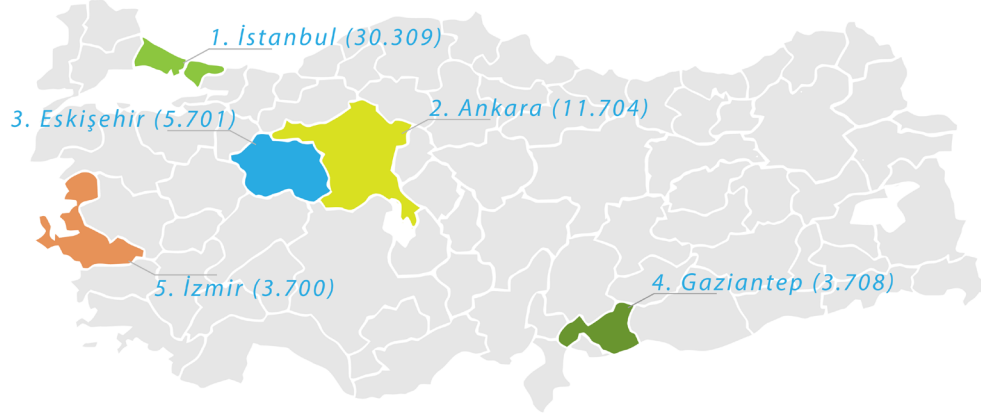 1. İstanbul (30.309)
2. Ankara (11.704)
3. Eskişehir (5.701)
4. Gaziantep (3.708)
5. İzmir (3.700)